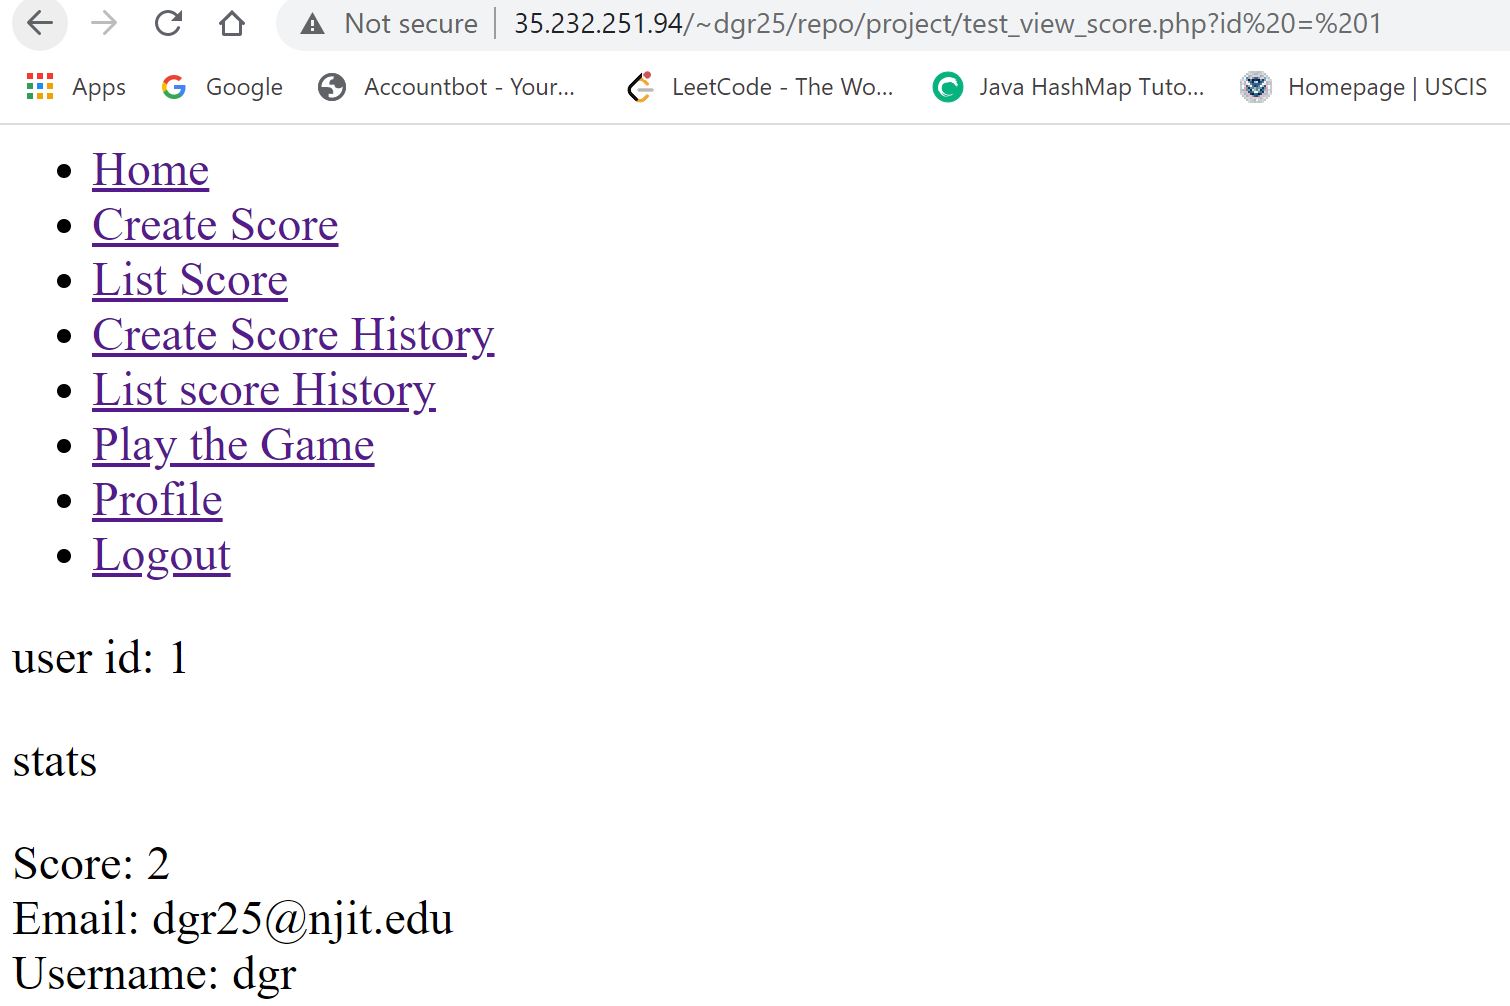 Not secure | 35.232.251.94/~dgr25/repo/project/test_view_score.php?id%20=%201
Apps Google Accountbot - Your... LeetCode - The Wo... Java HashMap Tuto... Homepage | USCIS
Home
Create Score
List Score
Create Score History
List score History
Play the Game
Profile
Logout
user id: 1
stats
Score: 2
Email: dgr25@njit.edu
Username: dgr